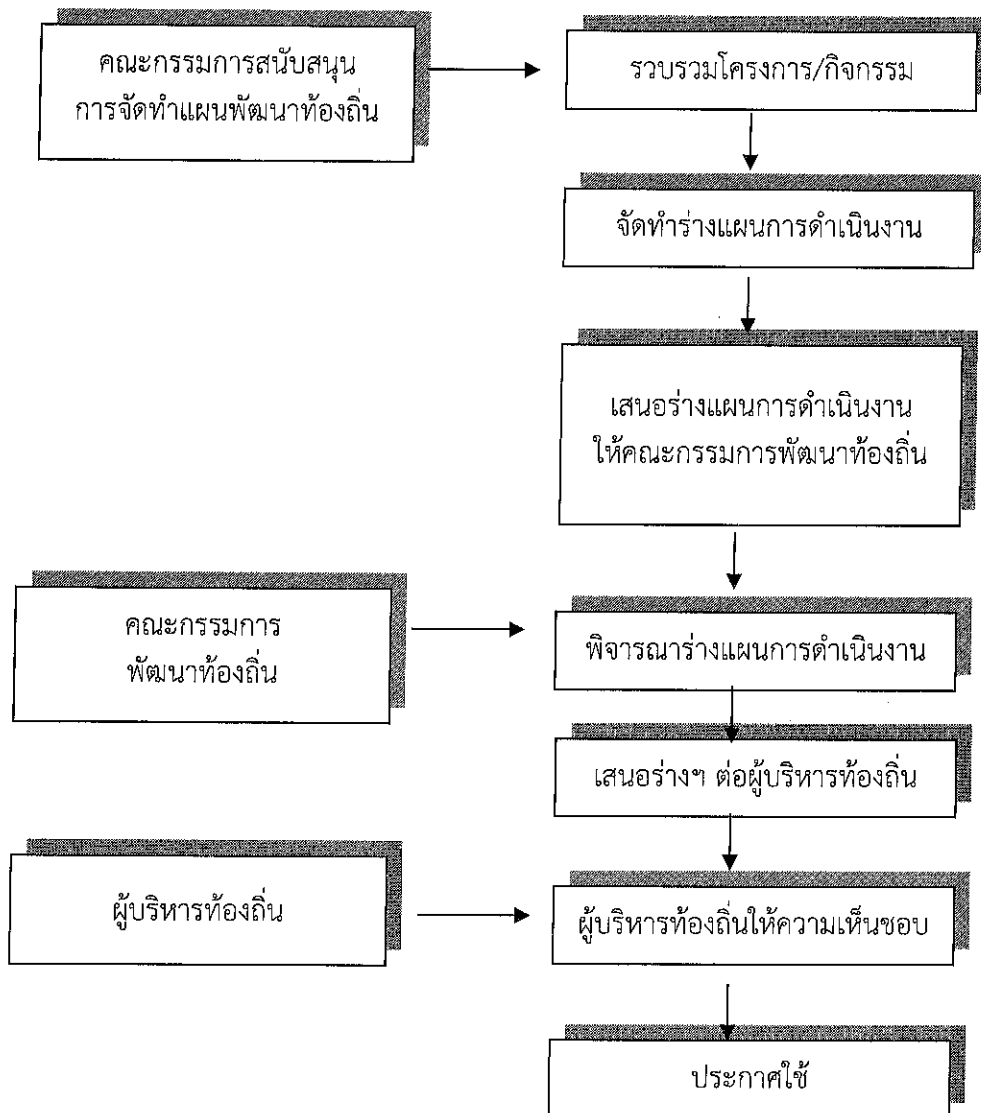 คณะกรรมการสนับสนุน
การจัดทำแผนพัฒนาท้องถิ่น
รวบรวมโครงการ/กิจกรรม
จัดทำร่างแผนการดำเนินงาน
เสนอร่างแผนการดำเนินงาน
ให้คณะกรรมการพัฒนาท้องถิ่น
คณะกรรมการ
พัฒนาท้องถิ่น
พิจารณาร่างแผนการดำเนินงาน
เสนอร่างฯ ต่อผู้บริหารท้องถิ่น
ผู้บริหารท้องถิ่น
ผู้บริหารท้องถิ่นให้ความเห็นชอบ
ประกาศใช้